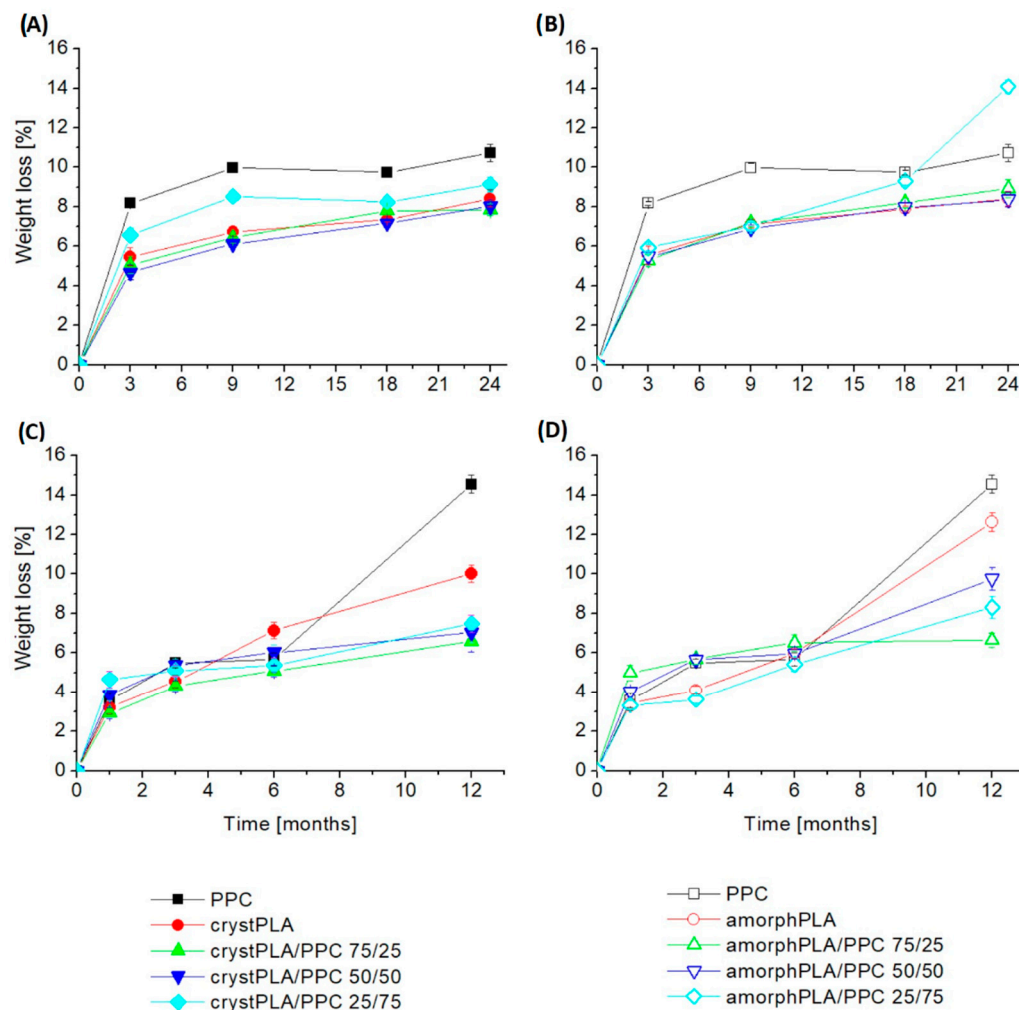 (A)
Weight loss [%]
16
14
12
10
8
6
4
2
0
0 3 6 9 12 15 18 21 24
(B)
16
14
12
10
8
6
4
2
0
0 3 6 9 12 15 18 21 24
(C)
Weight loss [%]
16
14
12
10
8
6
4
2
0
0 2 4 6 8 10 12
Time [months]
(D)
16
14
12
10
8
6
4
2
0
0 2 4 6 8 10 12
Time [months]
PPC
crystPLA
crystPLA/PPC 75/25
crystPLA/PPC 50/50
crystPLA/PPC 25/75
PPC
amorphPLA
amorphPLA/PPC 75/25
amorphPLA/PPC 50/50
amorphPLA/PPC 25/75